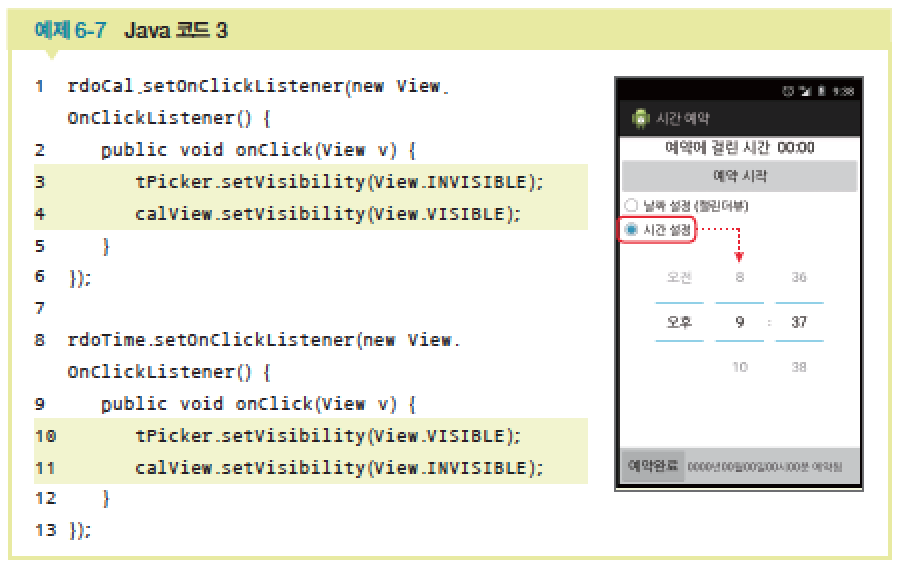 예제 6-7 Java 코드 3
1 rdoCal.setOnClickListener(new View.
OnClickListener() {
2 public void onClick(View v) {
3 tPicker.setVisibility(View.INVISIBLE);
4 calView.setVisibility(View.VISIBLE);
5 }
6 });
7
8 rdoTime.setOnClickListener(new View.
OnClickListener() {
9 public void onClick(View v) {
10 tPicker.setVisibility(View.VISIBLE);
11 calView.setVisibility(View.INVISIBLE);
12 }
13 });
9:38
시간 예약
예약에 걸린 시간 00:00
예약 시작
날짜 설정 (캘린더뷰)
시간 설정
오전 8 36
오후 9 : 37
10 38
예약완료 0000년00월00일00시00분 예약됨